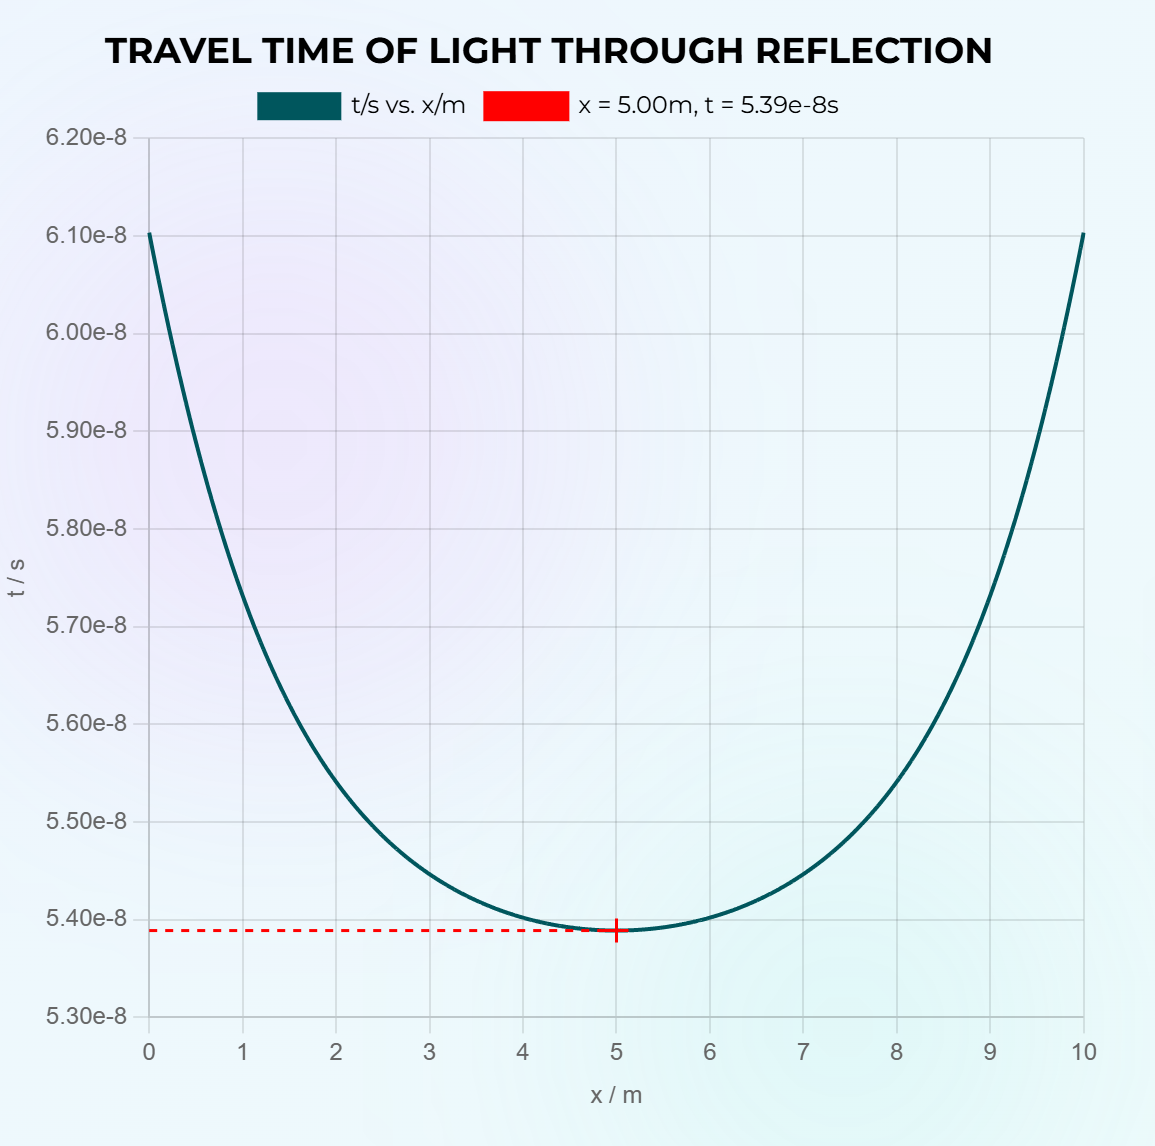 TRAVEL TIME OF LIGHT THROUGH REFLECTION
t/s vs. x/m x = 5.00m, t = 5.39e-8s
6.20e-8
6.10e-8
6.00e-8
5.90e-8
5.80e-8
5.70e-8
5.60e-8
5.50e-8
5.40e-8
5.30e-8
t / s
0 1 2 3 4 5 6 7 8 9 10
x / m